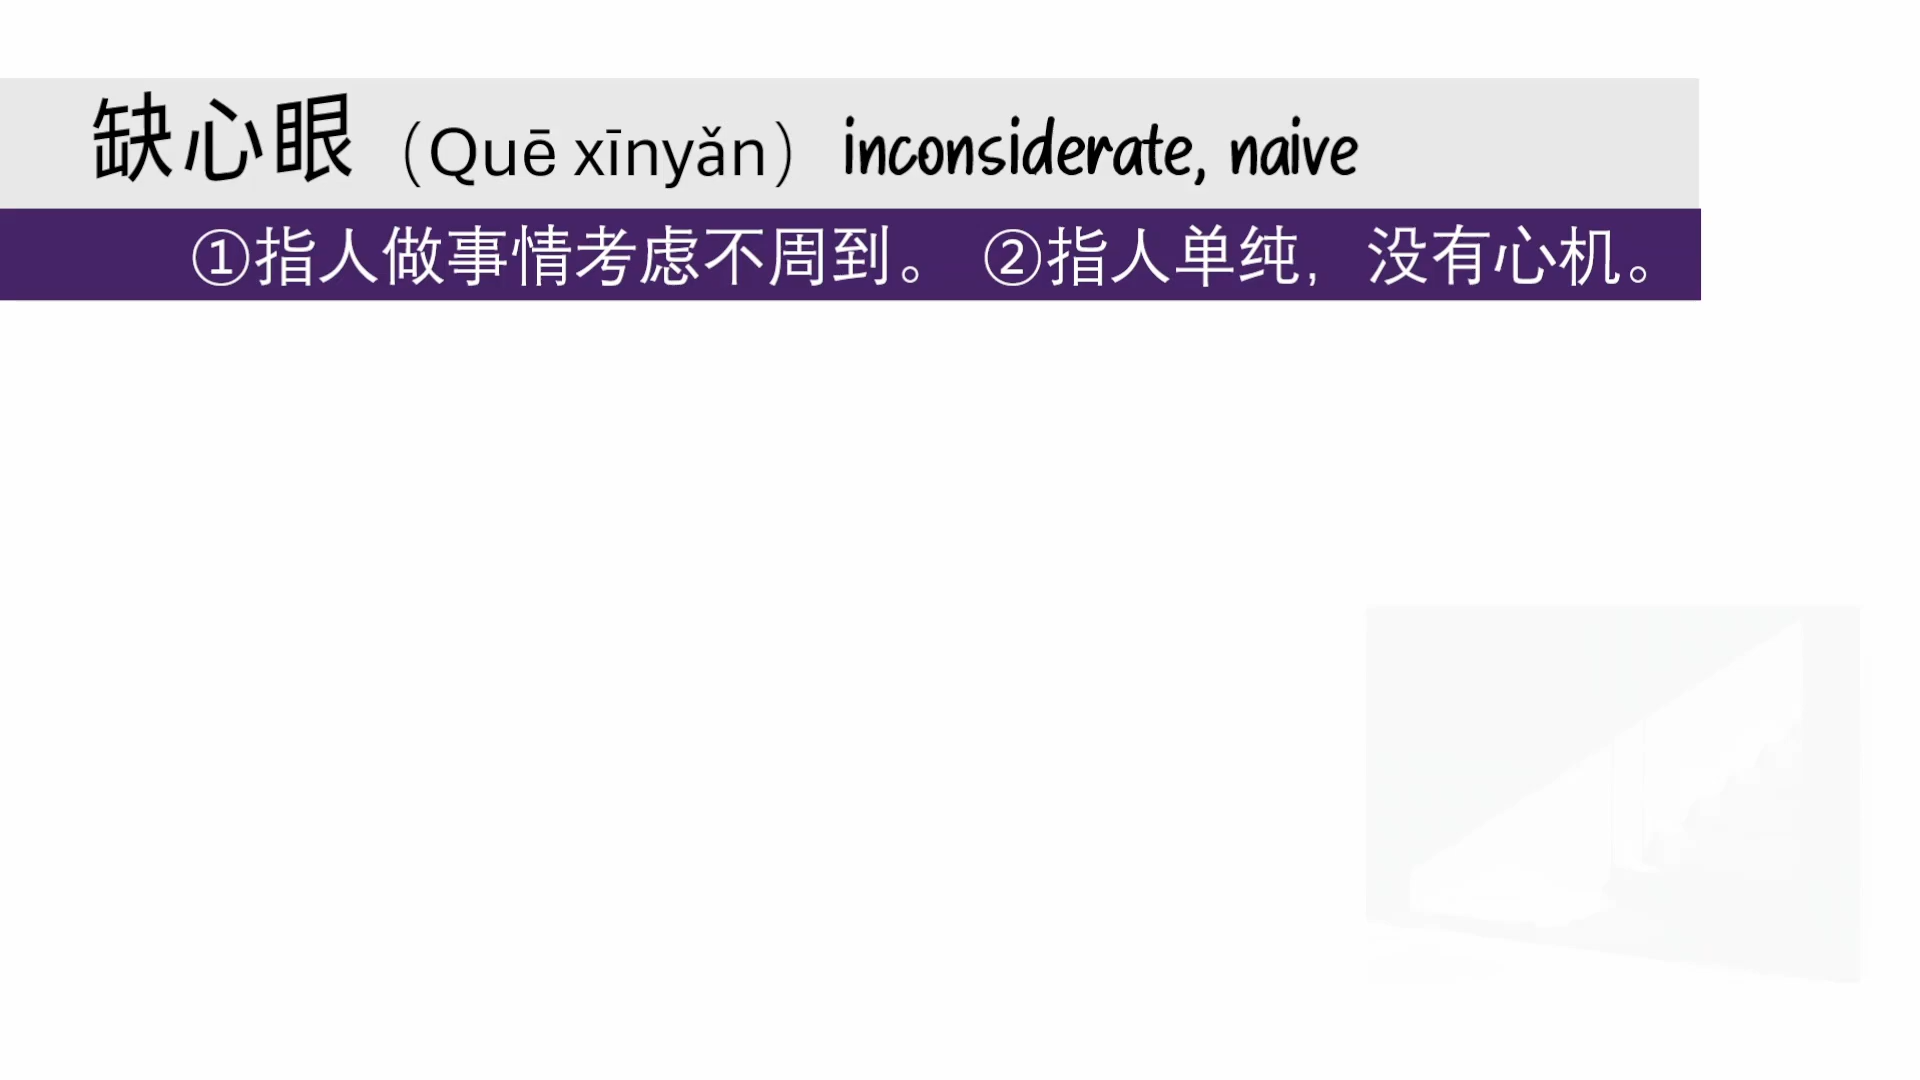 缺心眼（Quē xīnyǎn）inconsiderate, naive
①指人做事情考虑不周到。 ②指人单纯， 没有心机。